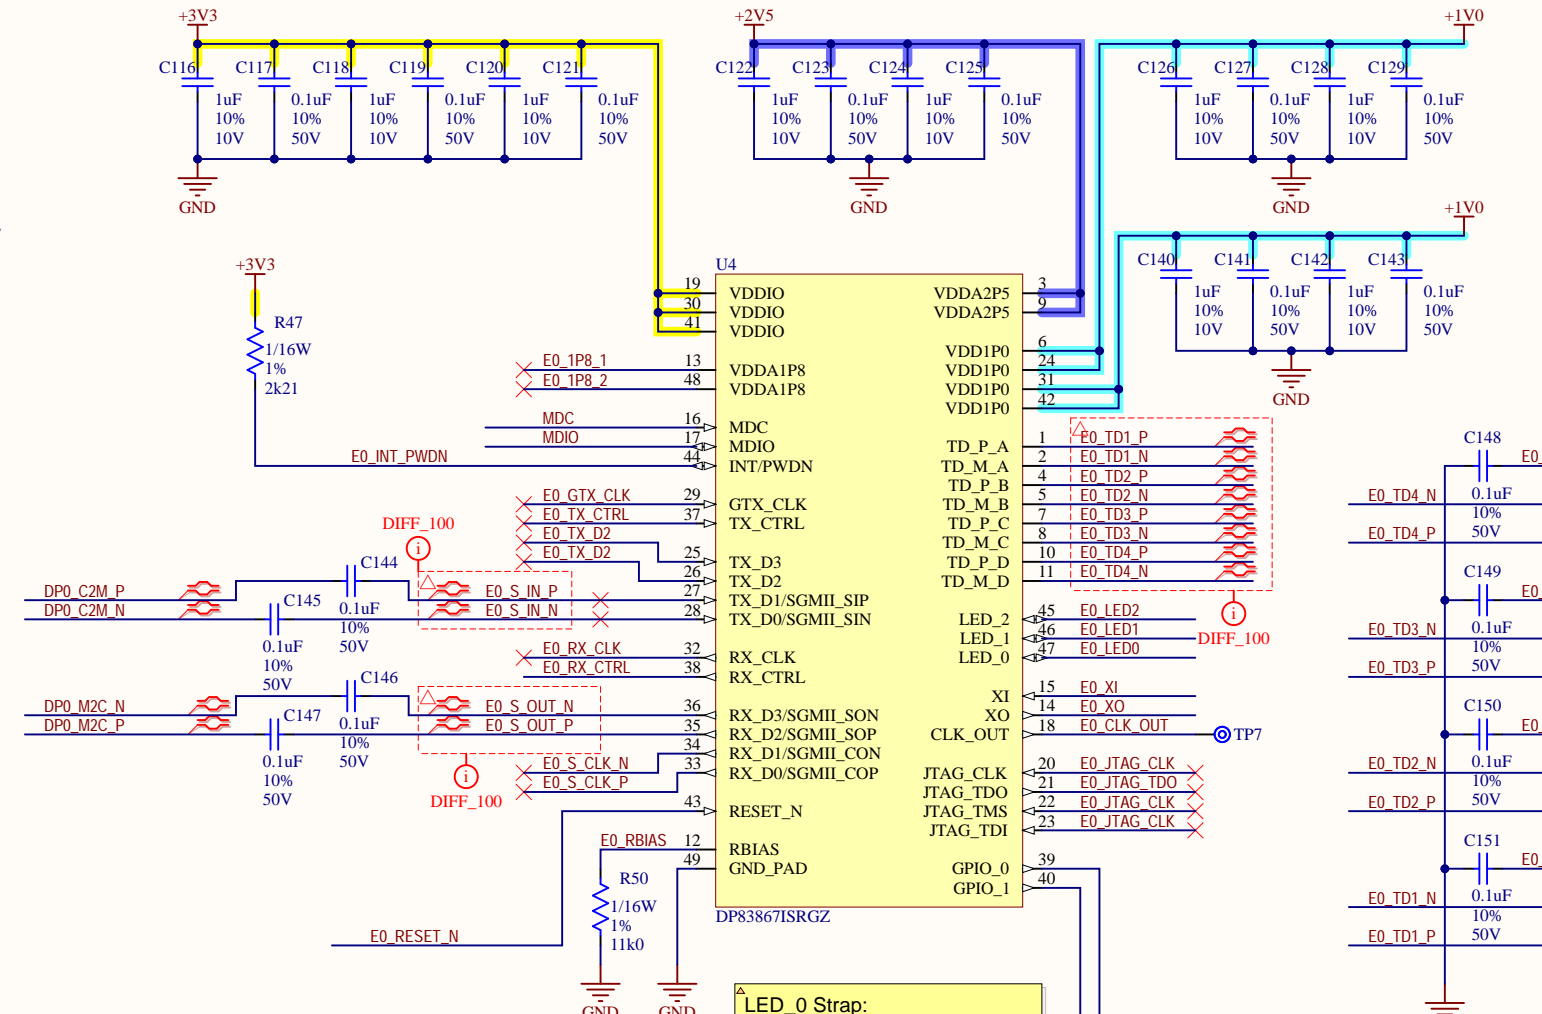 +3V3
+2V5
+1V0
C116 C117 C118 C119 C120 C121
1uF 0.1uF 1uF 0.1uF 1uF 0.1uF
10% 10% 10% 10% 10% 10%
10V 50V 10V 50V 10V 50V
GND
C122 C123 C124 C125
1uF 0.1uF 1uF 0.1uF
10% 10% 10% 10%
10V 50V 10V 50V
GND
C126 C127 C128 C129
1uF 0.1uF 1uF 0.1uF
10% 10% 10% 10%
10V 50V 10V 50V
GND
+1V0
C140 C141 C142 C143
1uF 0.1uF 1uF 0.1uF
10% 10% 10% 10%
10V 50V 10V 50V
GND
+3V3
R47
1/16W
1%
2k21
U4
19 VDDIO
30 VDDIO
41 VDDIO
E0_1P8_1 13 VDDA1P8
E0_1P8_2 48 VDDA1P8
MDC 16 MDC
MDIO 17 MDIO
E0_INT_PWDN 44 INT/PWDN
E0_GTX_CLK 29 GTX_CLK
E0_TX_CTRL 37 TX_CTRL
E0_TX_D2 25 TX_D3
E0_TX_D2 26 TX_D2
DIFF_100
i
C144
0.1uF
10%
50V
C145
0.1uF
10%
50V
DP0_C2M_P E0_S_IN_P 27 TX_D1/SGMII_SIP
DP0_C2M_N E0_S_IN_N 28 TX_D0/SGMII_SIN
E0_RX_CLK 32 RX_CLK
E0_RX_CTRL 38 RX_CTRL
C146
0.1uF
10%
50V
C147
0.1uF
10%
50V
DP0_M2C_N E0_S_OUT_N 36 RX_D3/SGMII_SON
DP0_M2C_P E0_S_OUT_P 35 RX_D2/SGMII_SOP
E0_S_CLK_N 34 RX_D1/SGMII_CON
E0_S_CLK_P 33 RX_D0/SGMII_COP
i
DIFF_100
43 RESET_N
E0_RESET_N
E0_RBIAS 12 RBIAS
49 GND_PAD
R50
1/16W
1%
11k0
GND
GND
VDDA2P5 3
VDDA2P5 9
VDD1P0 6
VDD1P0 24
VDD1P0 31
VDD1P0 42
TD_P_A 1 E0_TD1_P
TD_M_A 2 E0_TD1_N
TD_P_B 4 E0_TD2_P
TD_M_B 5 E0_TD2_N
TD_P_C 7 E0_TD3_P
TD_M_C 8 E0_TD3_N
TD_P_D 10 E0_TD4_P
TD_M_D 11 E0_TD4_N
i
DIFF_100
LED_2 45 E0_LED2
LED_1 46 E0_LED1
LED_0 47 E0_LED0
XI 15 E0_XI
XO 14 E0_XO
CLK_OUT 18 E0_CLK_OUT TP7
JTAG_CLK 20 E0_JTAG_CLK
JTAG_TDO 21 E0_JTAG_TDO
JTAG_TMS 22 E0_JTAG_CLK
JTAG_TDI 23 E0_JTAG_CLK
GPIO_0 39
GPIO_1 40
DP83867ISRGZ
LED_0 Strap:
C148
E0_
0.1uF
10%
50V
E0_TD4_N
E0_TD4_P
C149
E0_
0.1uF
10%
50V
E0_TD3_N
E0_TD3_P
C150
E0_
0.1uF
10%
50V
E0_TD2_N
E0_TD2_P
C151
E0_
0.1uF
10%
50V
E0_TD1_N
E0_TD1_P